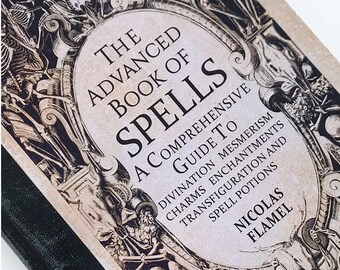 THE
ADVANCED
BOOK OF
SPELLS
A COMPREHENSIVE
GUIDE TO
DIVINATION MESMERISM
CHARMS ENCHANTMENTS
TRANSFIGURATION AND
SPELL POTIONS
NICOLAS
FLAMEL